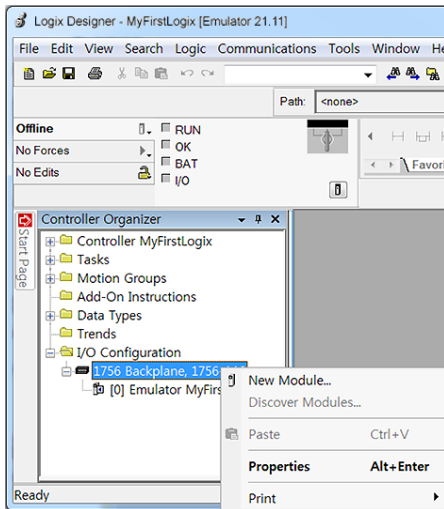 Logix Designer - MyFirstLogix [Emulator 21.11]
File Edit View Search Logic Communications Tools Window
Path: <none>
Offline
RUN
No Forces
OK
BAT
No Edits
I/O
Favor
Start Page
Controller Organizer
Controller MyFirstLogix
Tasks
Motion Groups
Add-On Instructions
Data Types
Trends
I/O Configuration
1756 Backplane, 1756
[0] Emulator MyFirs
New Module...
Discover Modules...
Paste Ctrl+V
Properties Alt+Enter
Print
Ready